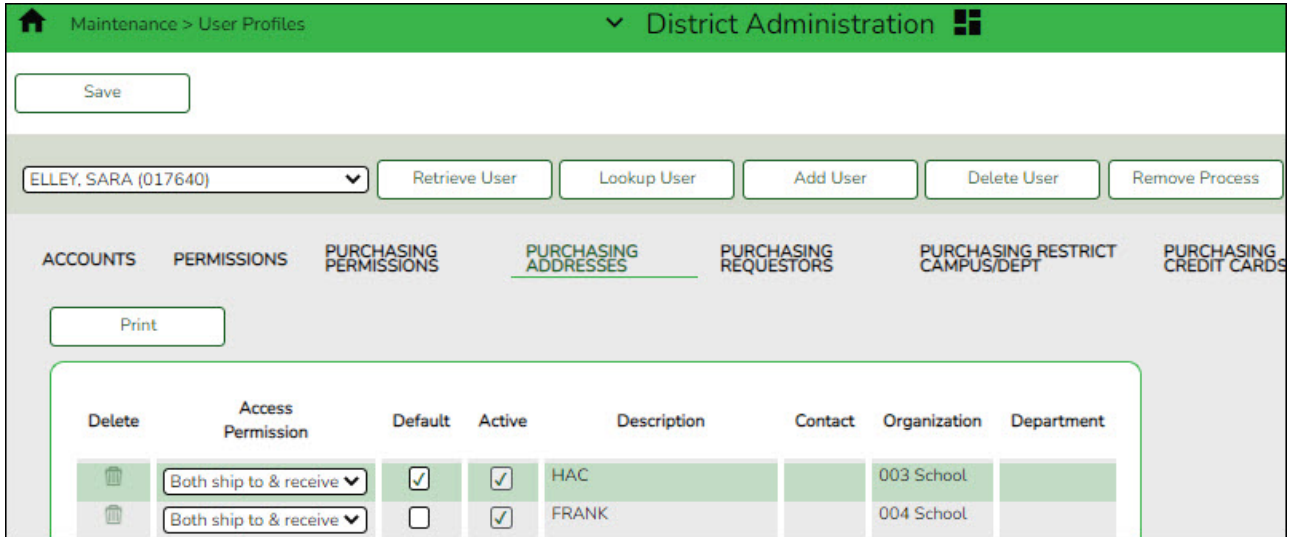 Maintenance > User Profiles
District Administration
Save
ELLEY, SARA (017640)
Retrieve User
Lookup User
Add User
Delete User
Remove Process
ACCOUNTS
PERMISSIONS
PURCHASING
PERMISSIONS
PURCHASING
ADDRESSES
PURCHASING
REQUESTORS
PURCHASING RESTRICT
CAMPUS/DEPT
PURCHASING
CREDIT CARDS
Print
Delete
Access
Permission
Default
Active
Description
Contact
Organization
Department
Both ship to & receive
HAC
003 School
Both ship to & receive
FRANK
004 School